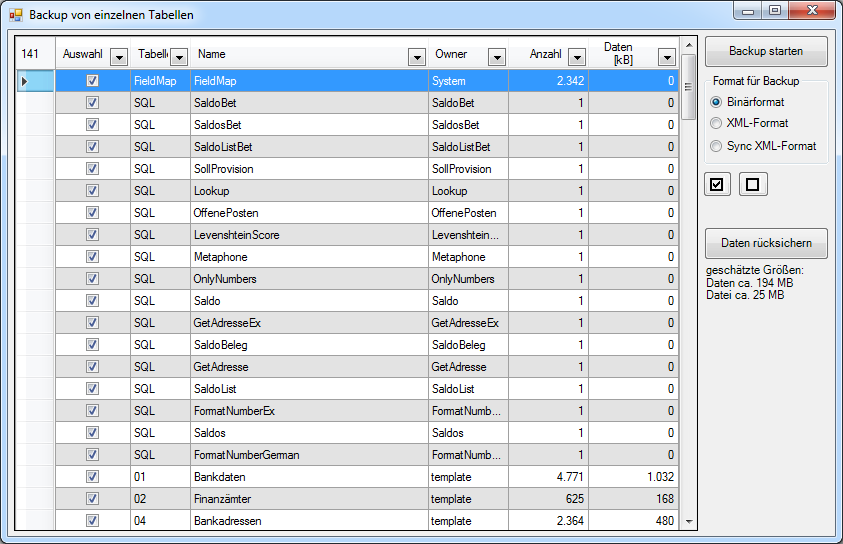 Backup von einzelnen Tabellen
141 Auswahl Tabelle Name Owner Anzahl Daten [kB]
FieldMap FieldMap System 2.342 0
SQL SaldoBet SaldoBet 1 0
SQL SaldosBet SaldosBet 1 0
SQL SaldoListBet SaldoListBet 1 0
SQL SollProvision SollProvision 1 0
SQL Lookup Lookup 1 0
SQL OffenePosten OffenePosten 1 0
SQL LevenshteinScore Levenshtein... 1 0
SQL Metaphone Metaphone 1 0
SQL OnlyNumbers OnlyNumbers 1 0
SQL Saldo Saldo 1 0
SQL GetAdresseEx GetAdresseEx 1 0
SQL SaldoBeleg SaldoBeleg 1 0
SQL GetAdresse GetAdresse 1 0
SQL SaldoList SaldoList 1 0
SQL FormatNumberEx FormatNumb... 1 0
SQL Saldos Saldos 1 0
SQL FormatNumberGerman FormatNumb... 1 0
01 Bankdaten template 4.771 1.032
02 Finanzämter template 625 168
04 Bankadressen template 2.364 480
Backup starten
Format für Backup
Binärformat
XML-Format
Sync XML-Format
Daten rücksichern
geschätzte Größen:
Daten ca. 194 MB
Datei ca. 25 MB